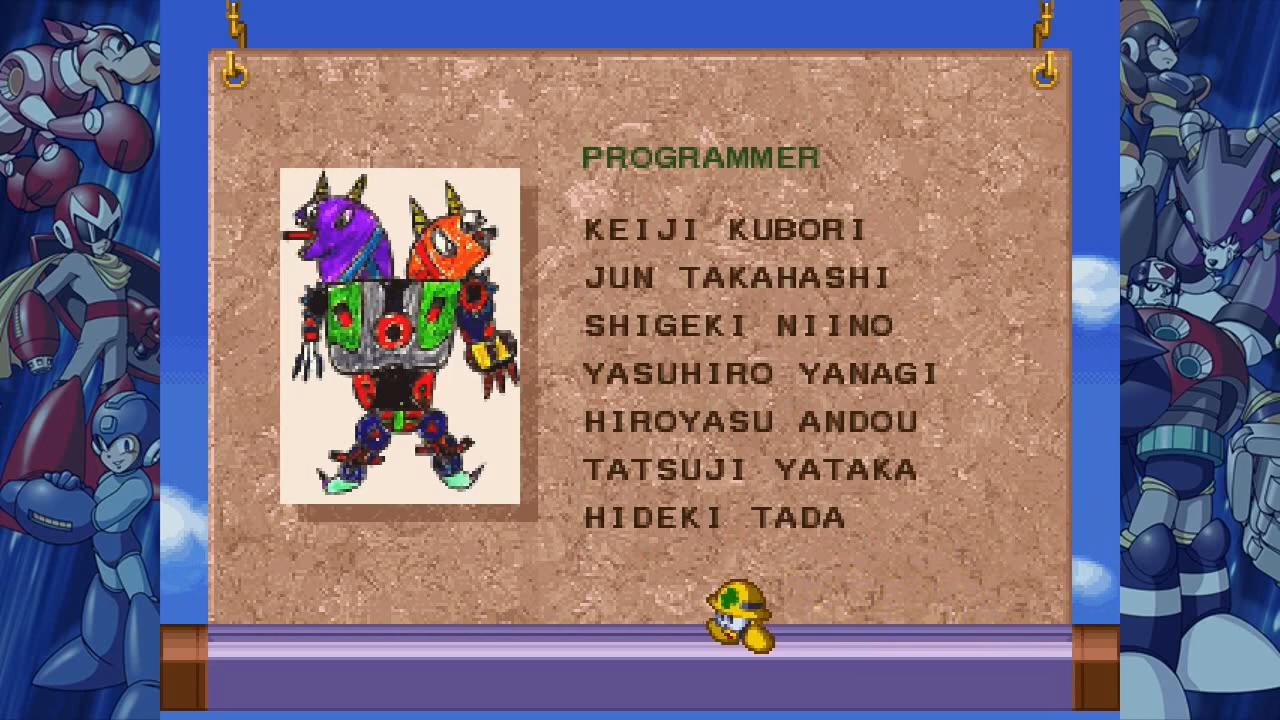 PROGRAMMER
KEIJI KUBORI
JUN TAKAHASHI
SHIGEKI NIINO
YASUHIRO YANAGI
HIROYASU ANDOU
TATSUJI YATAKA
HIDEKI TADA